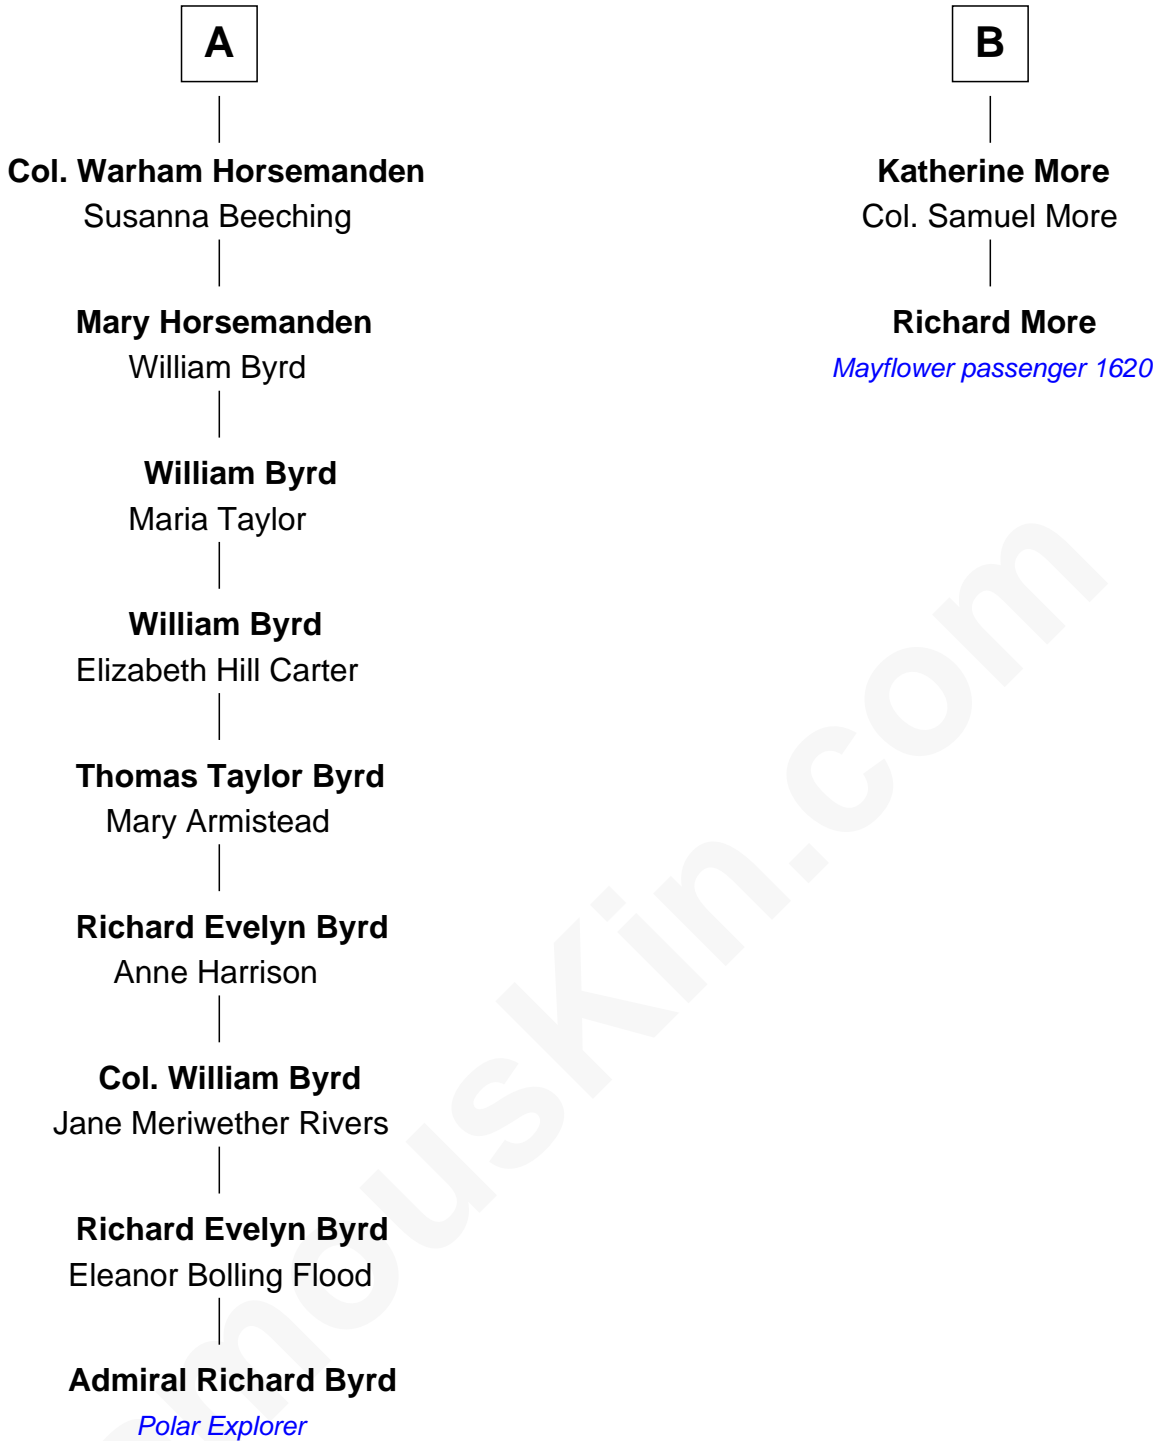 A
Col. Warham Horsemanden
Susanna Beeching
Mary Horsemanden
William Byrd
William Byrd
Maria Taylor
William Byrd
Elizabeth Hill Carter
Thomas Taylor Byrd
Mary Armistead
Richard Evelyn Byrd
Anne Harrison
Col. William Byrd
Jane Meriwether Rivers
Richard Evelyn Byrd
Eleanor Bolling Flood
Admiral Richard Byrd
Polar Explorer
B
Katherine More
Col. Samuel More
Richard More
Mayflower passenger 1620
mousKin.com